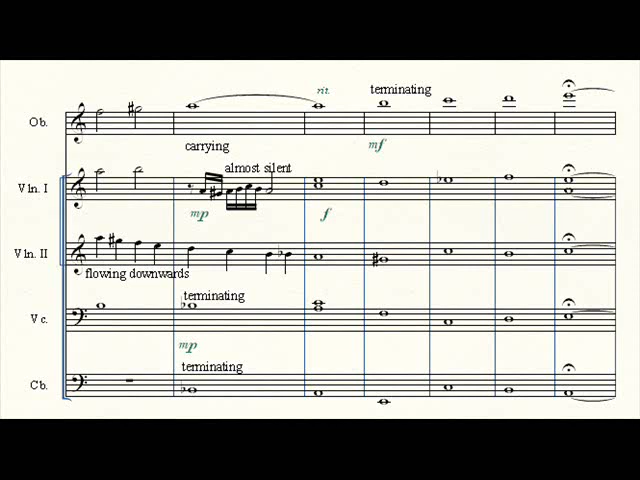 rit.
terminating
Ob.
carrying
mf
almost silent
Vln. I
mp
f
Vln. II
flowing downwards
terminating
Vc.
mp
terminating
Cb.